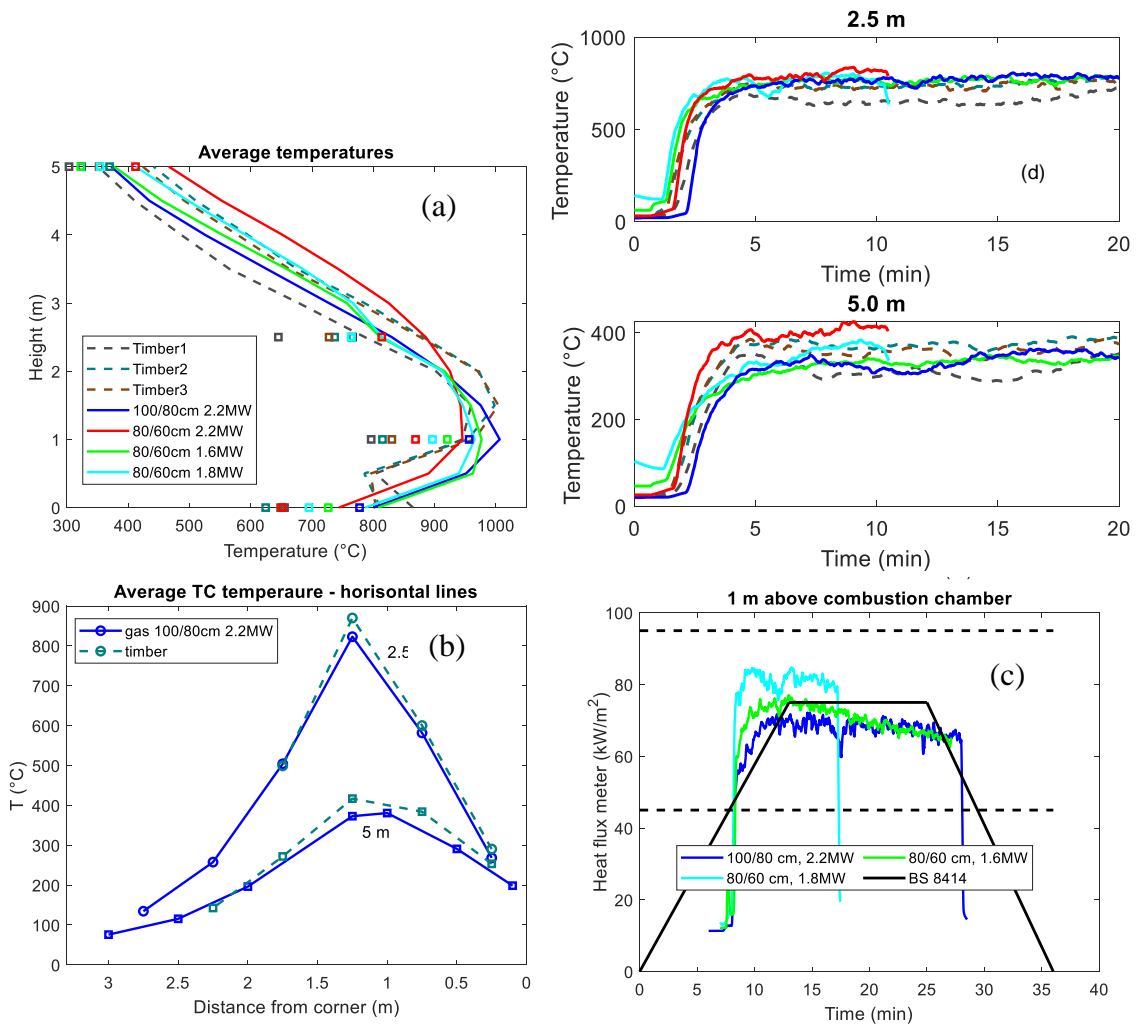 Average temperatures
(a)
5
4
3
2
1
0
Height (m)
Timber1
Timber2
Timber3
100/80cm 2.2MW
80/60cm 2.2MW
80/60cm 1.6MW
80/60cm 1.8MW
300 400 500 600 700 800 900 1000
Temperature (°C)
2.5 m
1000
500
0
Temperature (°C)
(d)
0 5 10 15 20
Time (min)
5.0 m
400
200
0
Temperature (°C)
0 5 10 15 20
Time (min)
Average TC temperaure - horisontal lines
900
800
700
600
500
400
300
200
100
0
T (°C)
gas 100/80cm 2.2MW
timber
2.5
(b)
5 m
3 2.5 2 1.5 1 0.5 0
Distance from corner (m)
1 m above combustion chamber
100
80
60
40
20
0
Heat flux meter (kW/m²)
(c)
100/80 cm, 2.2MW
80/60 cm, 1.6MW
80/60 cm, 1.8MW
BS 8414
0 5 10 15 20 25 30 35 40
Time (min)